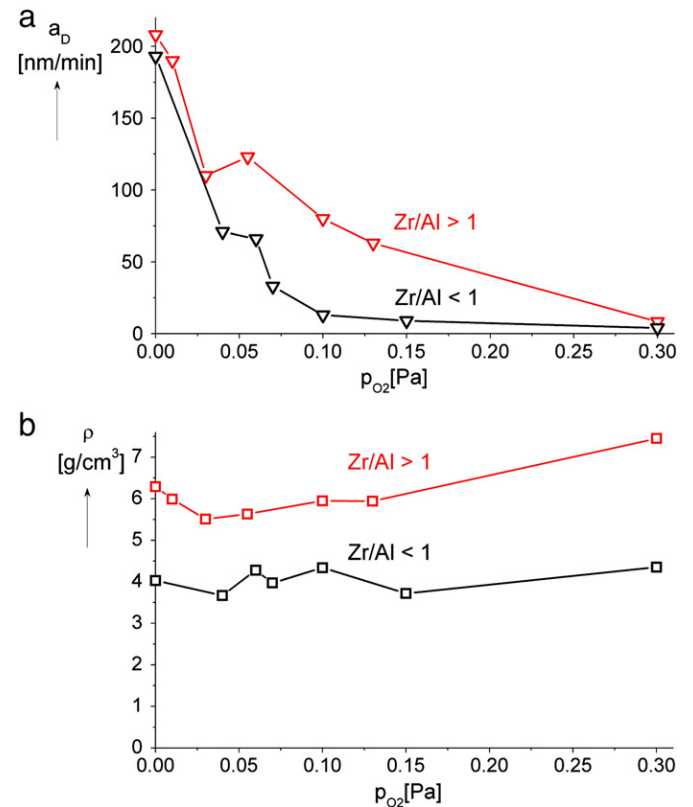 a
a_D
[nm/min]
200
150
100
50
0
Zr/Al > 1
Zr/Al < 1
0.00 0.05 0.10 0.15 0.20 0.25 0.30
p_O2[Pa]
b
ρ
[g/cm³]
7
6
5
4
3
2
1
0
Zr/Al > 1
Zr/Al < 1
0.00 0.05 0.10 0.15 0.20 0.25 0.30
p_O2[Pa]